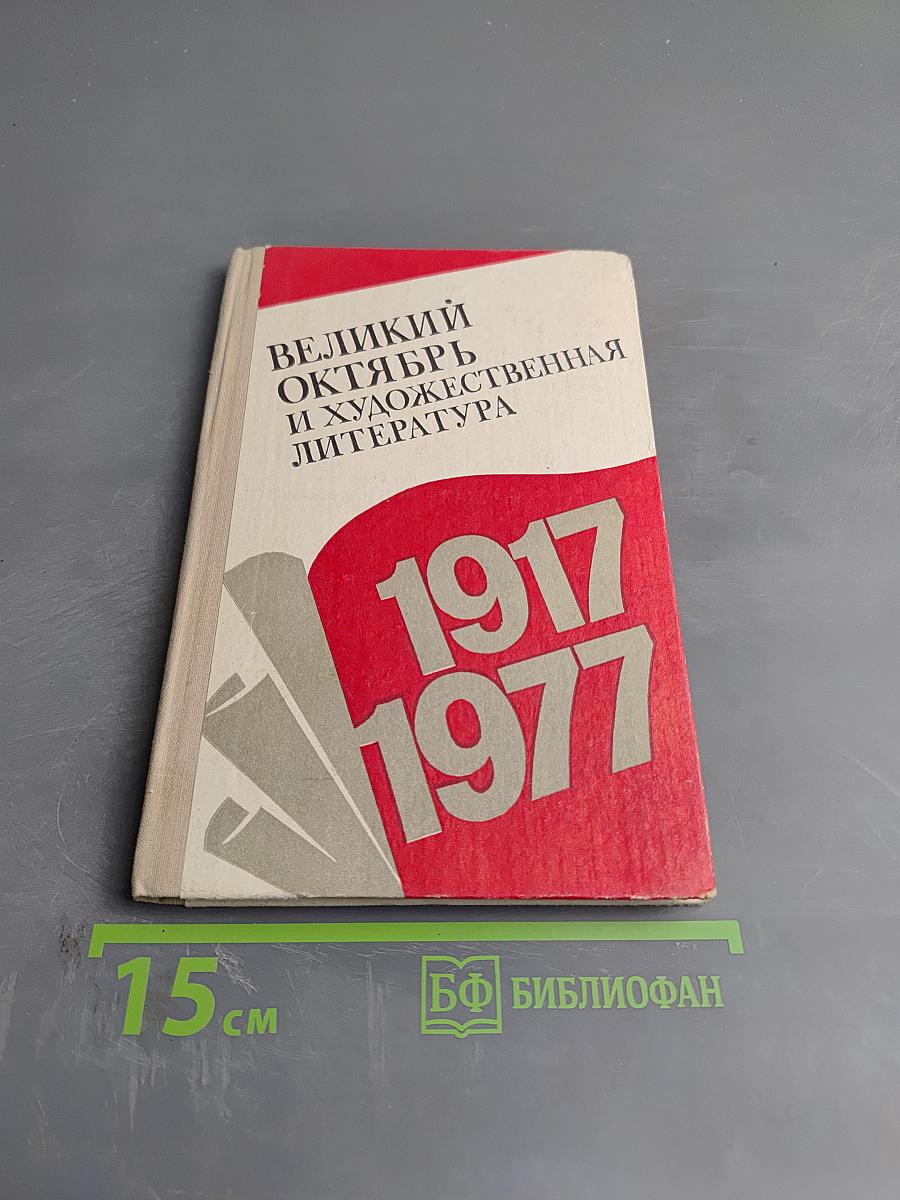 ВЕЛИКИЙ
ОКТЯБРЬ
И ХУДОЖЕСТВЕННАЯ
ЛИТЕРАТУРА
1917
1977
15 см
БФ БИБЛИОФАН